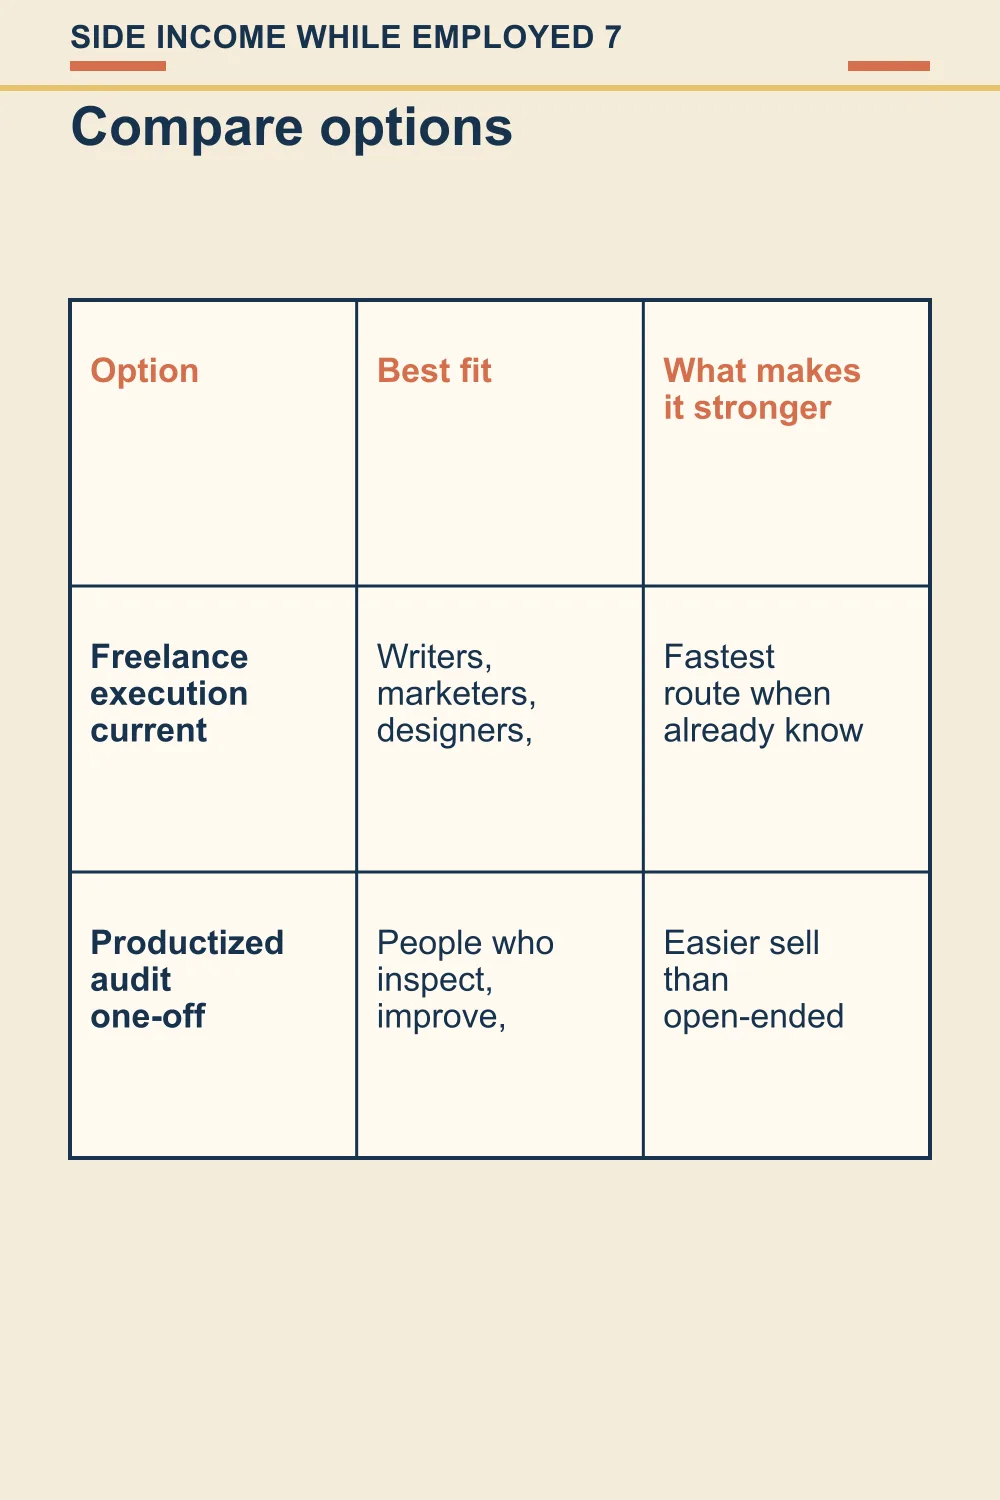 SIDE INCOME WHILE EMPLOYED 7
Compare options
Option
Best fit
What makes
it stronger
Freelance
execution
current
Writers,
marketers,
designers,
Fastest
route when
already know
Productized
audit
one-off
People who
inspect,
improve,
Easier sell
than
open-ended